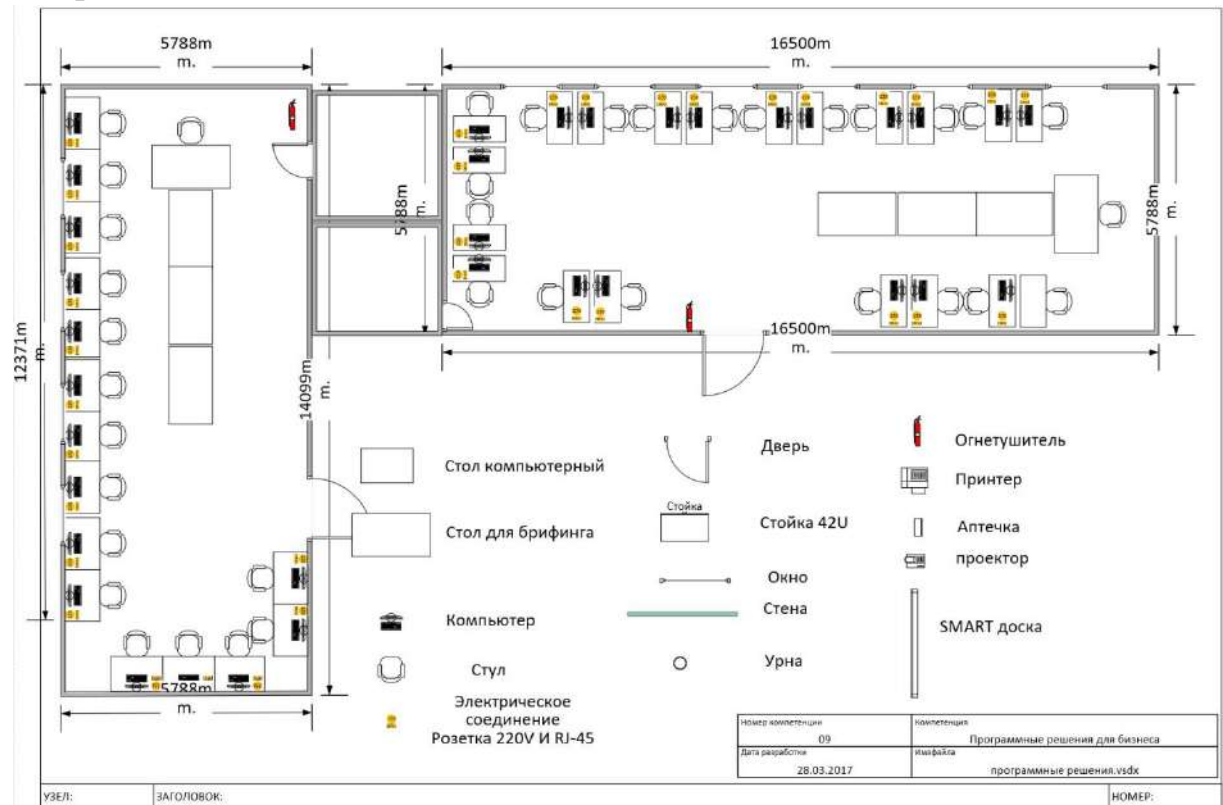 5788m
m.
16500m
m.
12371m
m.
5788m
m.
5788m
m.
14099m
m.
16500m
m.
5788m
m.
Стол компьютерный
Дверь
Огнетушитель
Принтер
Стол для брифинга
Стойка
Стойка 42U
Аптечка
проектор
Окно
Компьютер
Стена
SMART доска
Стул
Урна
Электрическое
соединение
Розетка 220V И RJ-45
Номер компетенции
09
Компетенция
Программные решения для бизнеса
Дата разработки
28.03.2017
Имяфайла
программные решения.vsdx
УЗЕЛ:
ЗАГОЛОВОК:
НОМЕР: